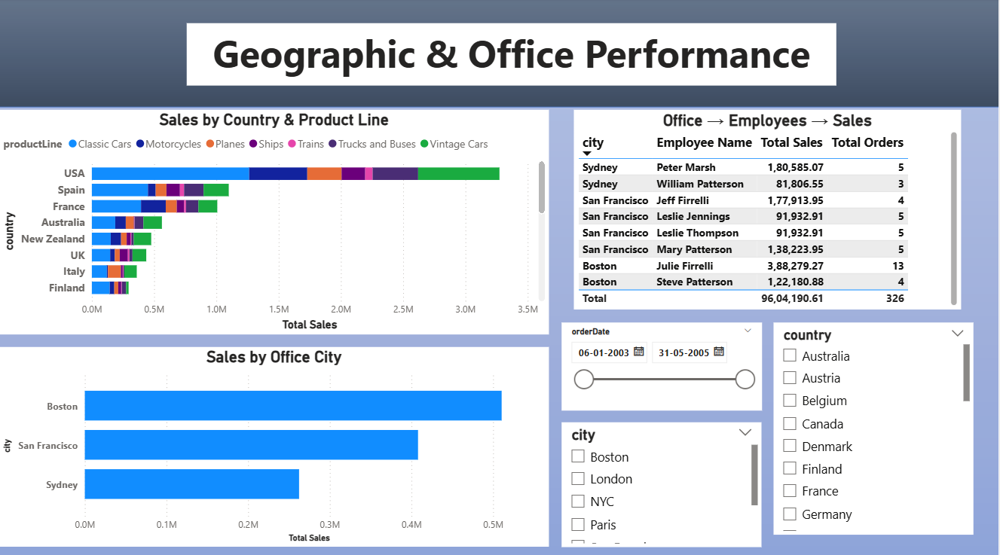 Geographic & Office Performance
Sales by Country & Product Line
productLine Classic Cars Motorcycles Planes Ships Trains Trucks and Buses Vintage Cars
country
USA
Spain
France
Australia
New Zealand
UK
Italy
Finland
0.0M 0.5M 1.0M 1.5M 2.0M 2.5M 3.0M 3.5M
Total Sales
Office → Employees → Sales
city Employee Name Total Sales Total Orders
Sydney Peter Marsh 1,80,585.07 5
Sydney William Patterson 81,806.55 3
San Francisco Jeff Firrelli 1,77,913.95 4
San Francisco Leslie Jennings 91,932.91 5
San Francisco Leslie Thompson 91,932.91 5
San Francisco Mary Patterson 1,38,223.95 5
Boston Julie Firrelli 3,88,279.27 13
Boston Steve Patterson 1,22,180.88 4
Total 96,04,190.61 326
Sales by Office City
city
Boston
San Francisco
Sydney
0.0M 0.1M 0.2M 0.3M 0.4M 0.5M
Total Sales
orderDate
06-01-2003 31-05-2005
city
Boston
London
NYC
Paris
country
Australia
Austria
Belgium
Canada
Denmark
Finland
France
Germany